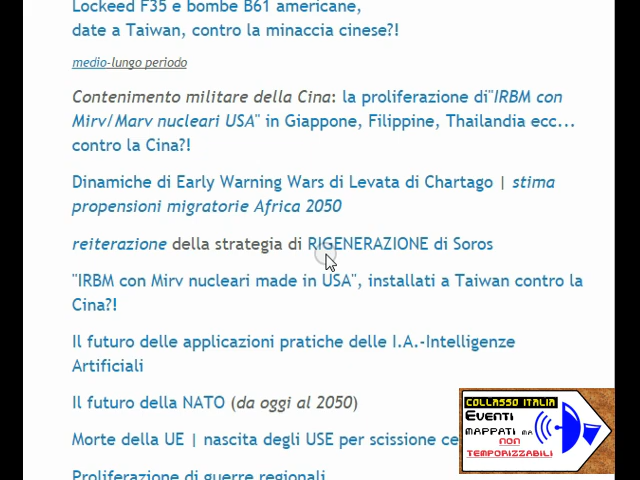 Lockeed F35 e bombe B61 americane,
date a Taiwan, contro la minaccia cinese?!
medio-lungo periodo
Contenimento militare della Cina: la proliferazione di"IRBM con
Mirv/Marv nucleari USA" in Giappone, Filippine, Thailandia ecc...
contro la Cina?!
Dinamiche di Early Warning Wars di Levata di Chartago | stima
propensioni migratorie Africa 2050
reiterazione della strategia di RIGENERAZIONE di Soros
"IRBM con Mirv nucleari made in USA", installati a Taiwan contro la
Cina?!
Il futuro delle applicazioni pratiche delle I.A.-Intelligenze
Artificiali
Il futuro della NATO (da oggi al 2050)
Morte della UE | nascita degli USE per scissione ce
Proliferazione di guerre regionali
COLLASSO ITALIA
EVENTI
MAPPATI MA
NON
TEMPORIZZABILI